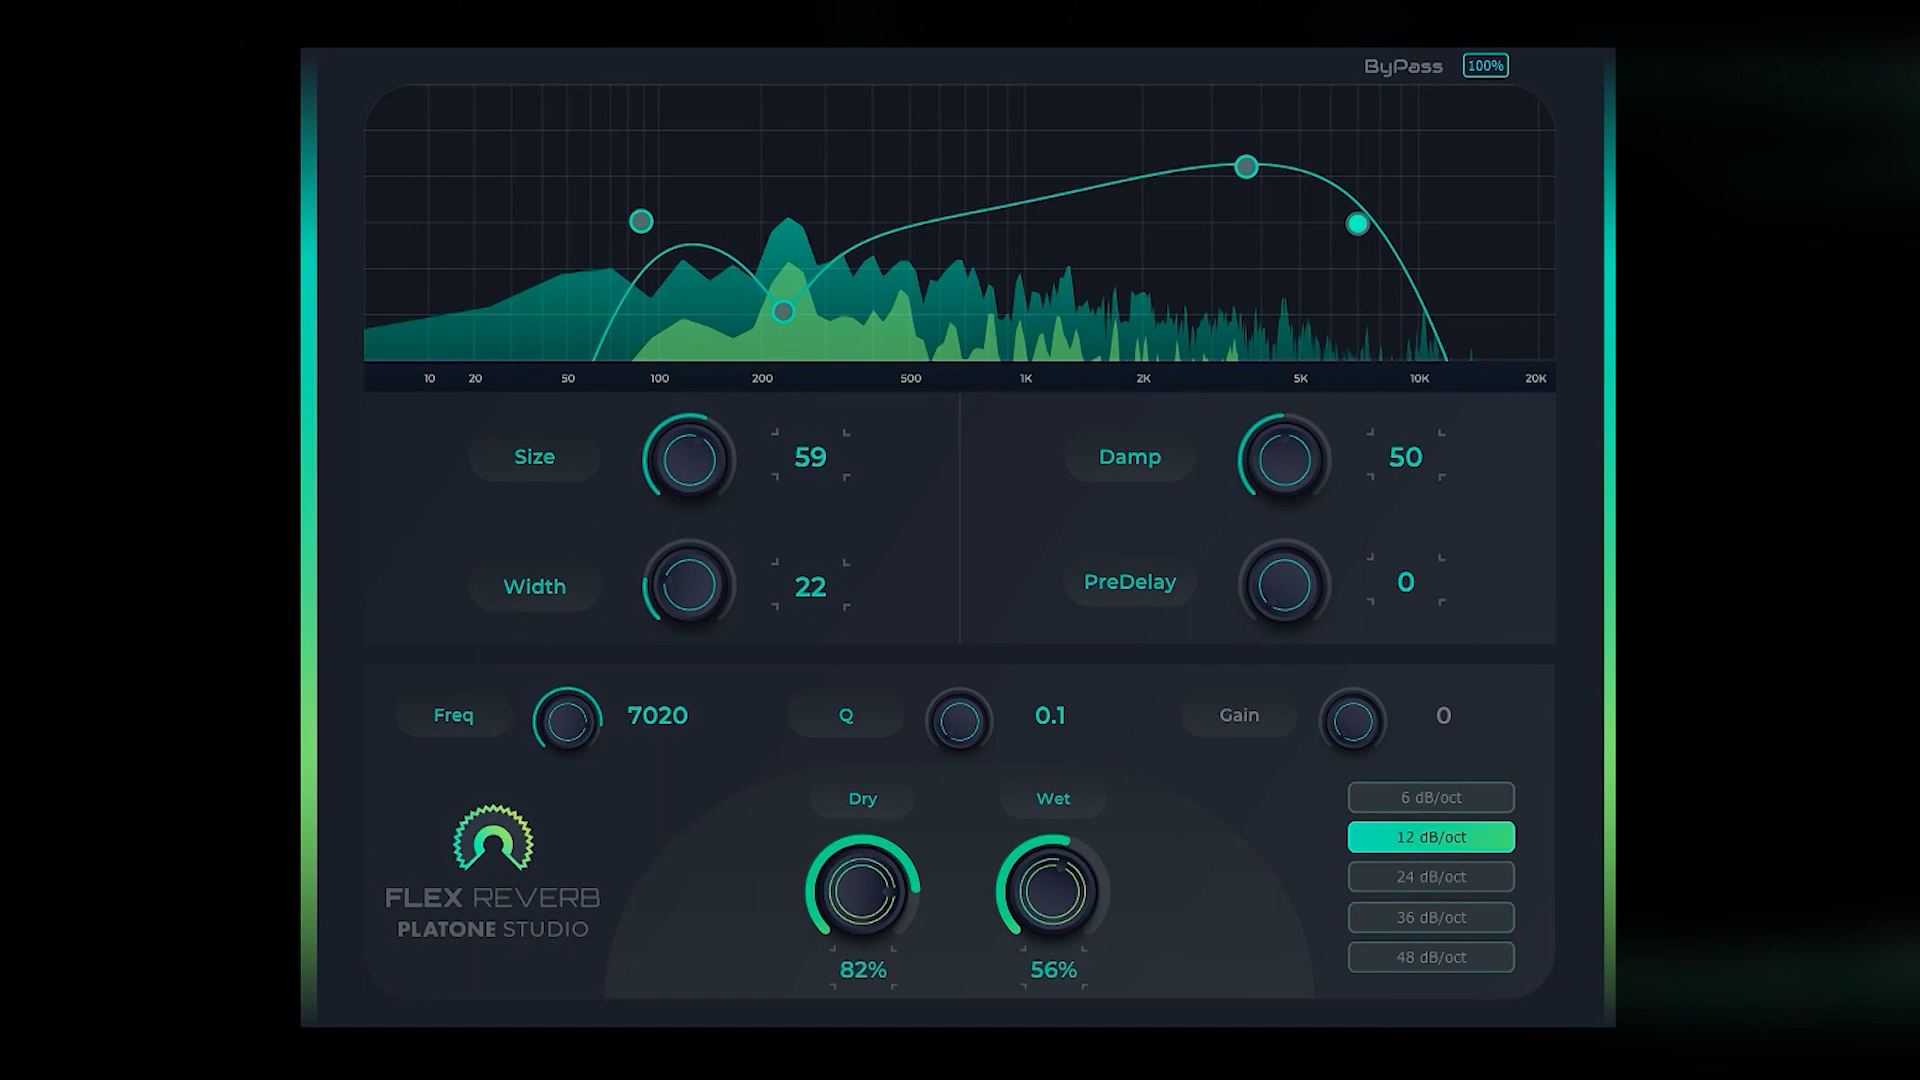 ByPass 100%
10 20 50 100 200 500 1K 2K 5K 10K 20K
Size 59
Damp 50
Width 22
PreDelay 0
Freq 7020 Q 0.1 Gain 0
Dry Wet
82% 56%
FLEX REVERB
PLATONE STUDIO
6 dB/oct
12 dB/oct
24 dB/oct
36 dB/oct
48 dB/oct